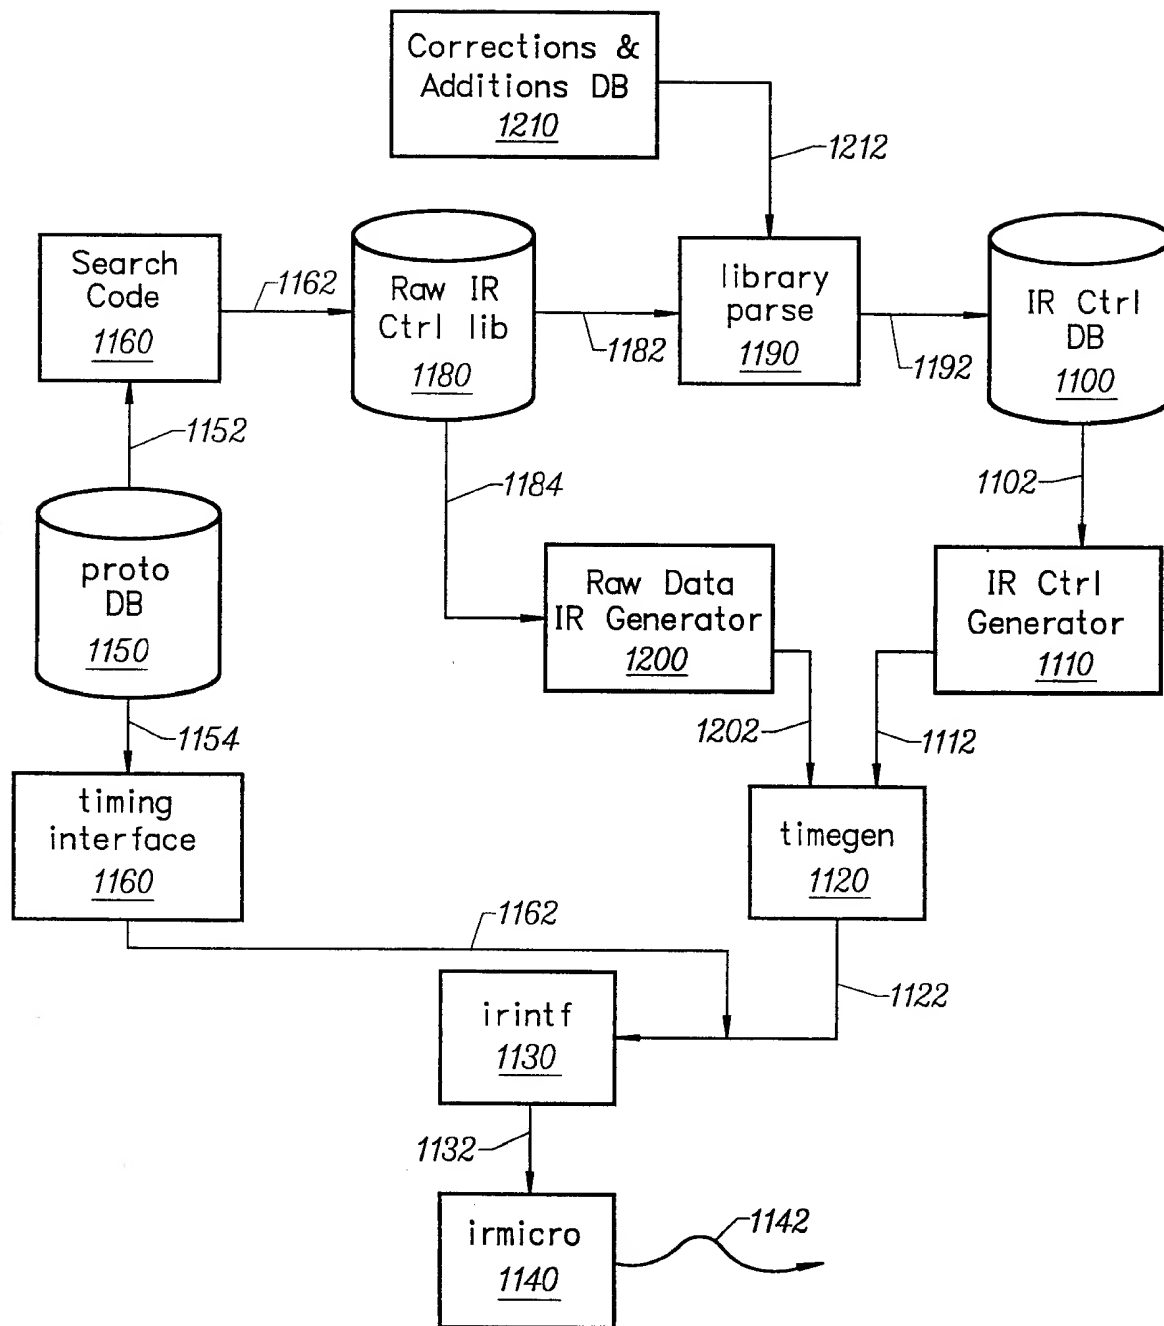 Corrections &
Additions DB
1210
1212
Search
Code
1160
1162
Raw IR
Ctrl lib
1180
1182
library
parse
1190
1192
IR Ctrl
DB
1100
1152
1184
1102
proto
DB
1150
Raw Data
IR Generator
1200
IR Ctrl
Generator
1110
1154
1202
1112
timing
interface
1160
timegen
1120
1162
1122
irintf
1130
1132
irmicro
1140
1142